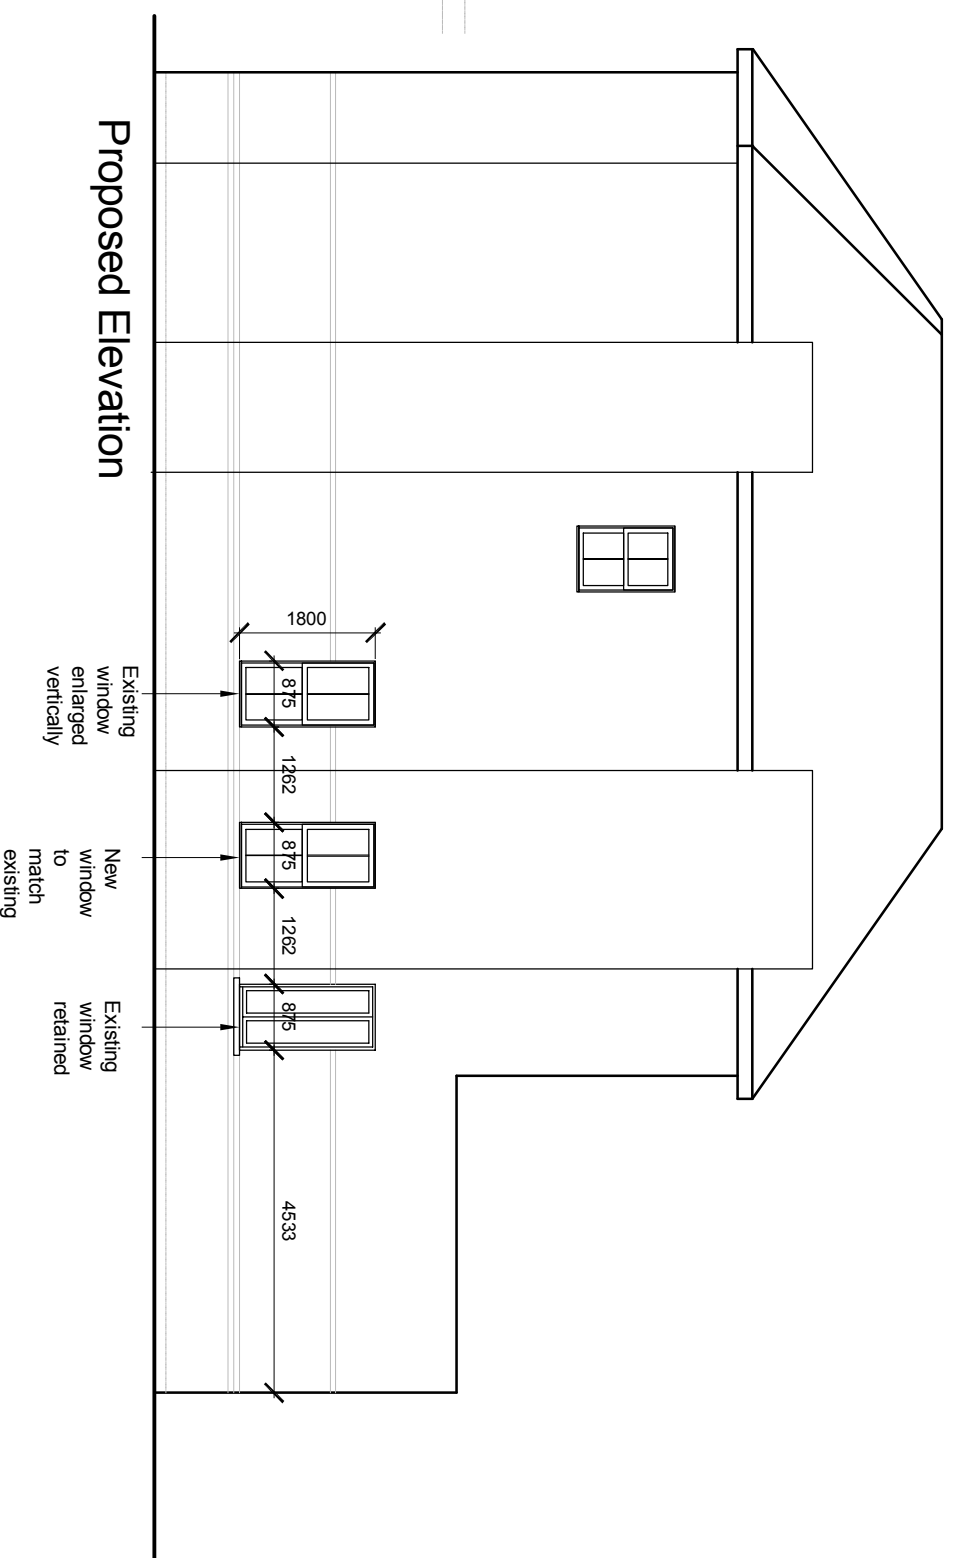 1800
875
1262
875
1262
875
4533
Existing
window
enlarged
vertically
New
window
to
match
existing
Existing
window
retained
Proposed Elevation